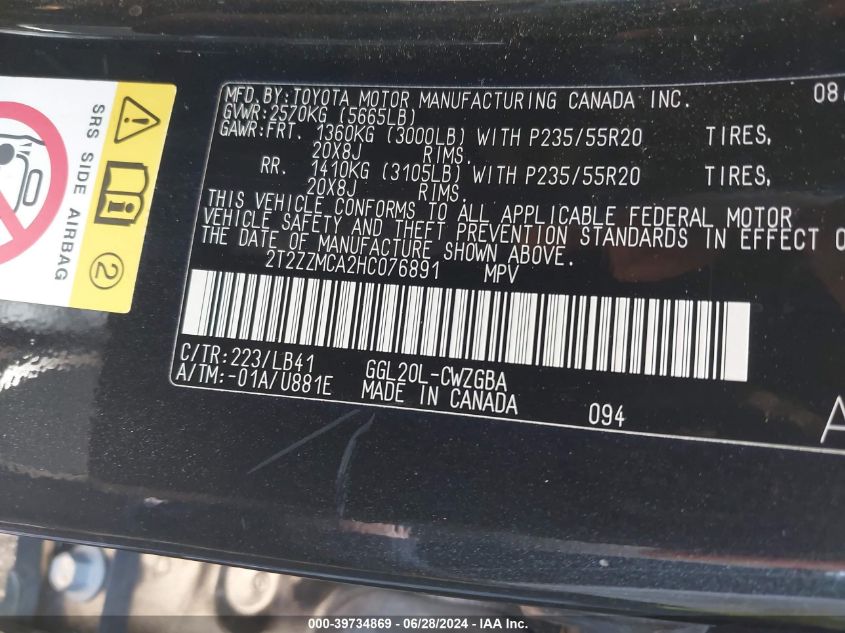 MFD.BY:TOYOTA MOTOR MANUFACTURING CANADA INC. 08
GVWR:2570KG (5665LB)
GAWR:FRT. 1360KG (3000LB) WITH P235/55R20 TIRES,
20X8J RIMS.
RR. 1410KG (3105LB) WITH P235/55R20 TIRES,
20X8J RIMS.
THIS VEHICLE CONFORMS TO ALL APPLICABLE FEDERAL MOTOR
VEHICLE SAFETY AND THEFT PREVENTION STANDARDS IN EFFECT O
THE DATE OF MANUFACTURE SHOWN ABOVE.
2T2ZZMCA2HC076891 MPV
C/TR:223/LB41 GGL20L-CWZGBA
A/TM:-01A/U881E MADE IN CANADA 094
A
SRS SIDE AIRBAG
2
000-39734869 / 06/28/2024 - IAA Inc.